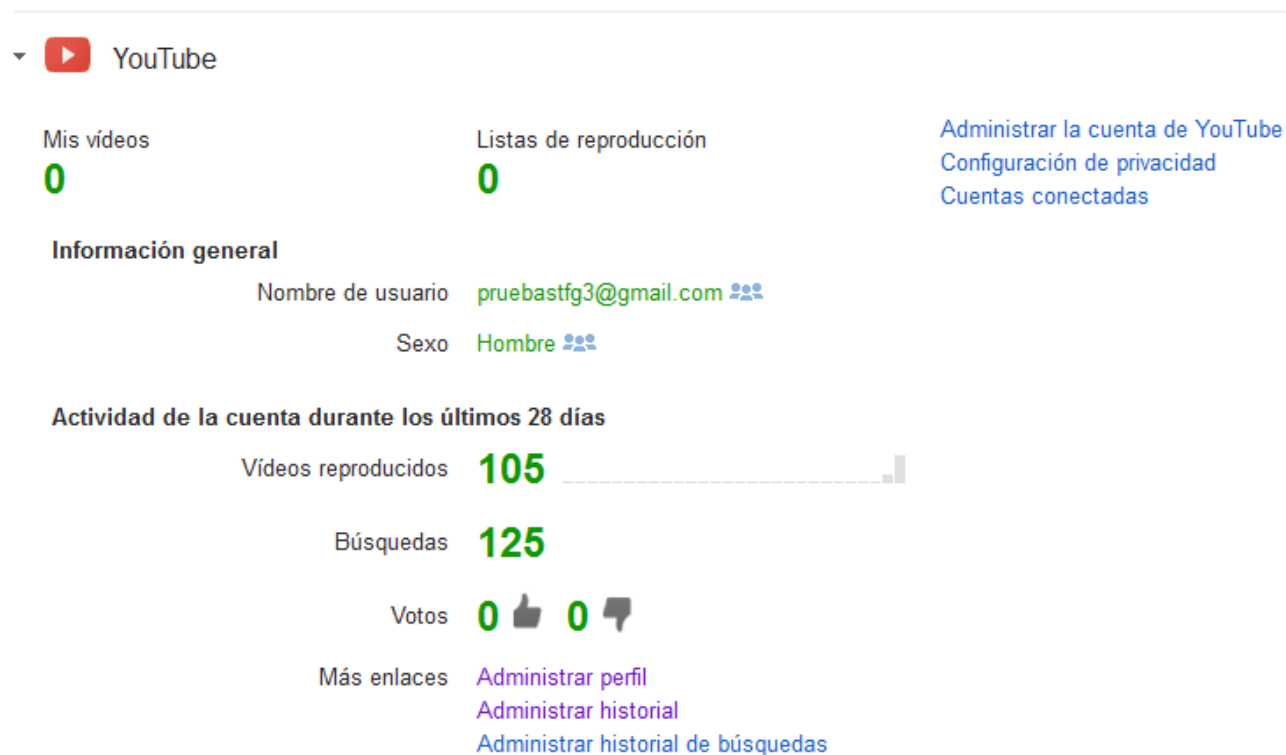 YouTube
Mis vídeos
0
Listas de reproducción
0
Administrar la cuenta de YouTube
Configuración de privacidad
Cuentas conectadas
Información general
Nombre de usuario pruebastfg3@gmail.com
Sexo Hombre
Actividad de la cuenta durante los últimos 28 días
Vídeos reproducidos 105
Búsquedas 125
Votos 0 0
Más enlaces Administrar perfil
Administrar historial
Administrar historial de búsquedas